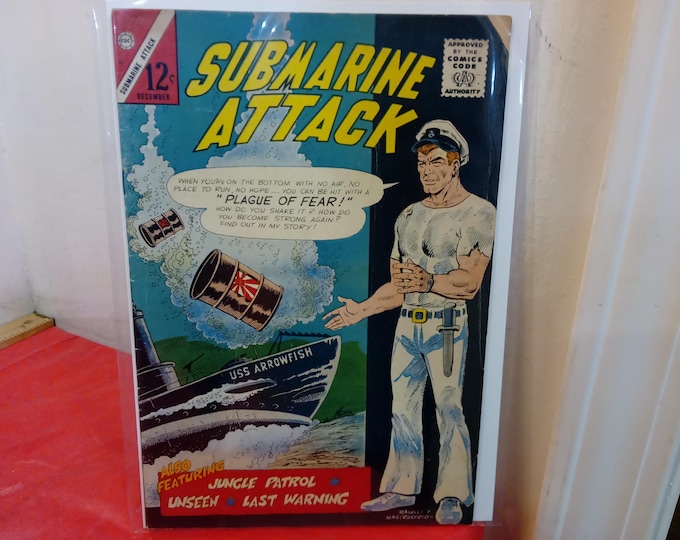 CDC
SUBMARINE ATTACK
12¢
DECEMBER
SUBMARINE
ATTACK
APPROVED
BY THE
COMICS
CODE
CA
AUTHORITY
WHEN YOU'RE ON THE BOTTOM WITH NO AIR, NO
PLACE TO RUN, NO HOPE.... YOU CAN BE HIT WITH A
"PLAGUE OF FEAR!"
HOW DO YOU SHAKE IT? HOW DO
YOU BECOME STRONG AGAIN?
FIND OUT IN MY STORY!
USS ARROWFISH
ALSO
FEATURING
JUNGLE PATROL
UNSEEN ★ LAST WARNING